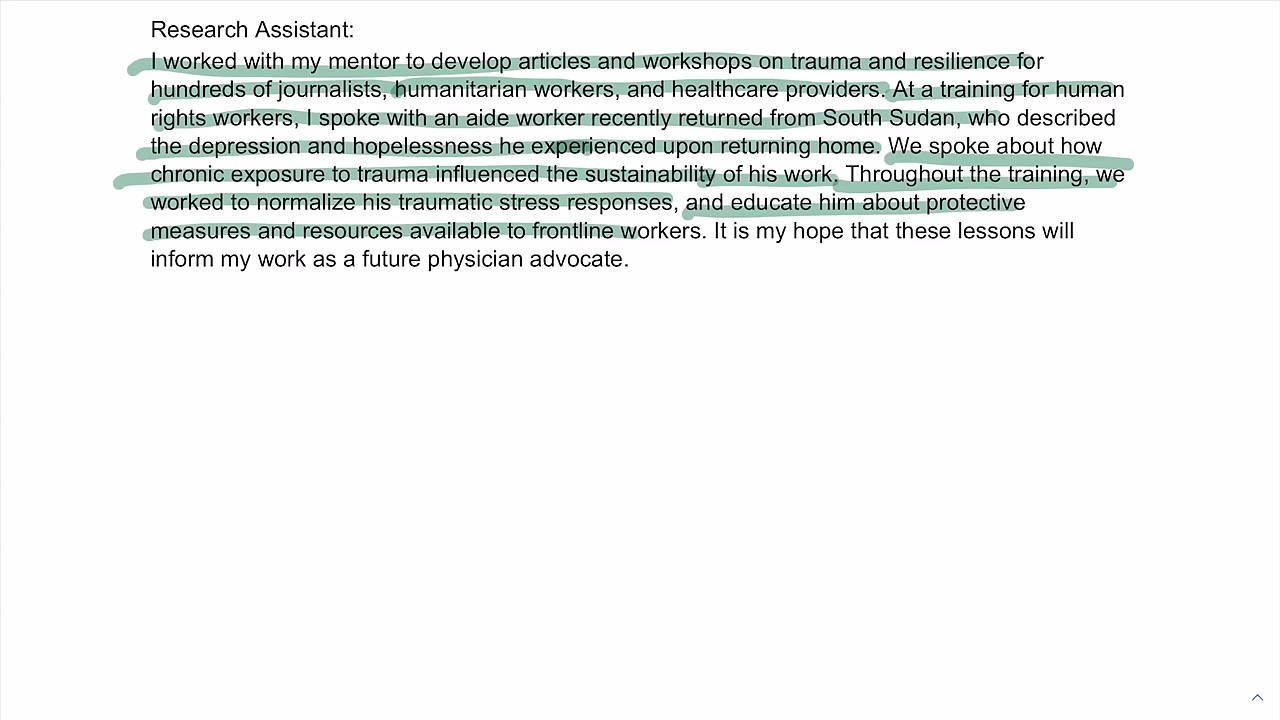 Research Assistant:
I worked with my mentor to develop articles and workshops on trauma and resilience for
hundreds of journalists, humanitarian workers, and healthcare providers. At a training for human
rights workers, I spoke with an aide worker recently returned from South Sudan, who described
the depression and hopelessness he experienced upon returning home. We spoke about how
chronic exposure to trauma influenced the sustainability of his work. Throughout the training, we
worked to normalize his traumatic stress responses, and educate him about protective
measures and resources available to frontline workers. It is my hope that these lessons will
inform my work as a future physician advocate.